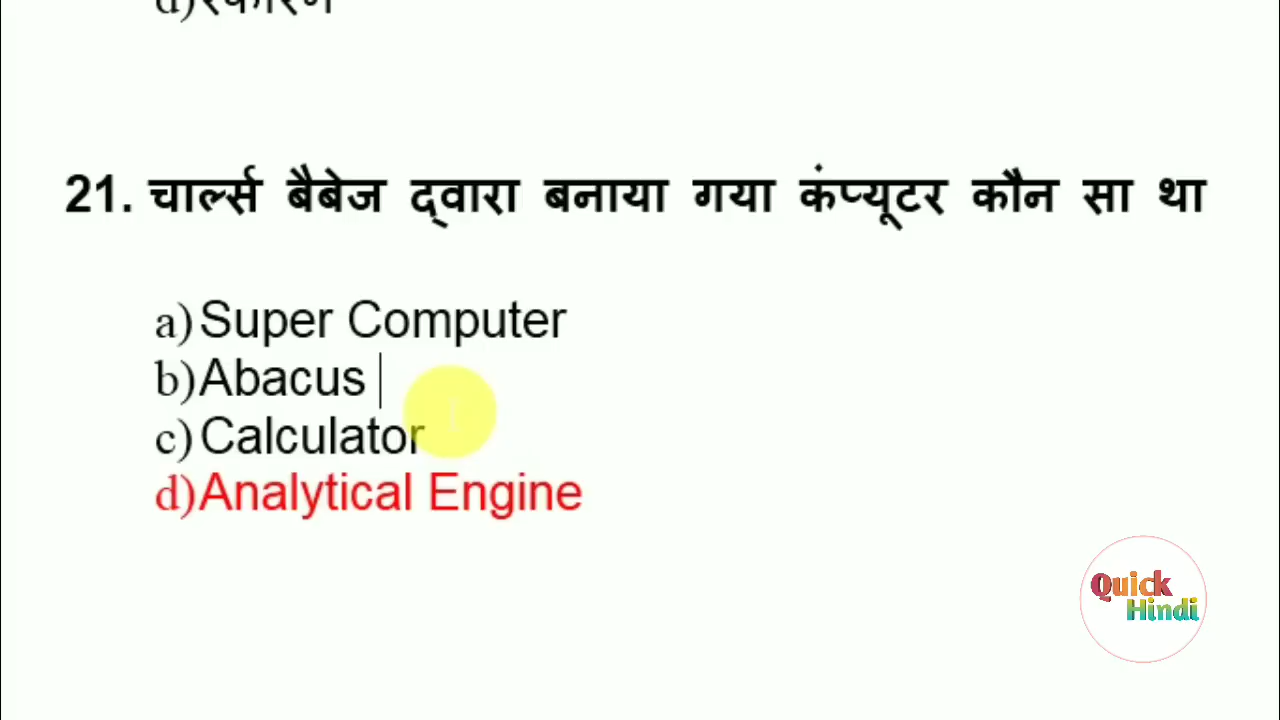 21. चार्ल्स बैबेज द्वारा बनाया गया कंप्यूटर कौन सा था
a) Super Computer
b) Abacus
c) Calculator
d) Analytical Engine
Quick
Hindi